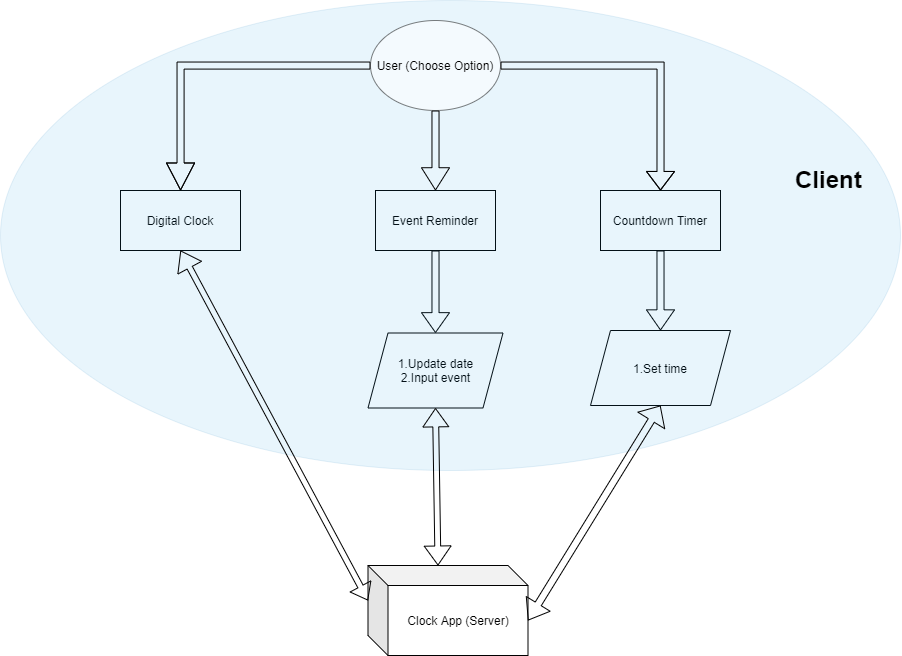 User (Choose Option)
Client
Digital Clock
Event Reminder
Countdown Timer
1.Update date
2.Input event
1.Set time
Clock App (Server)